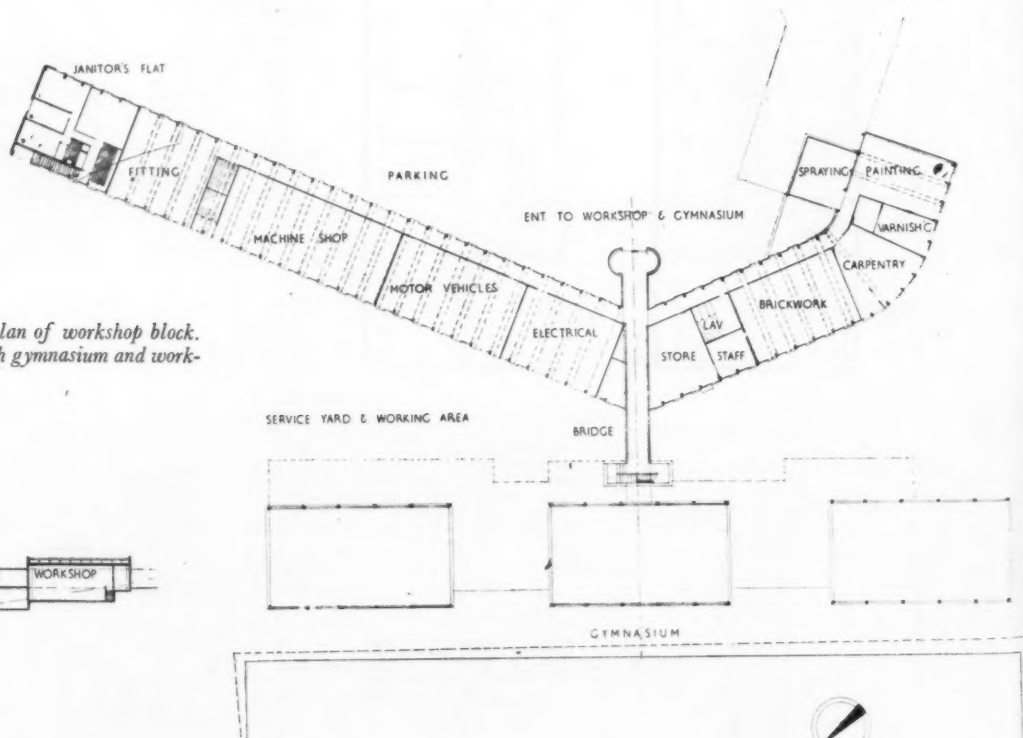 JANITOR'S FLAT
FITTING
PARKING
SPRAYING
PAINTING
MACHINE SHOP
ENT TO WORKSHOP & GYMNASIUM
VARNISHG
CARPENTRY
MOTOR VEHICLES
BRICKWORK
ELECTRICAL
LAV
STORE
STAFF
lan of workshop block.
h gymnasium and work-
SERVICE YARD & WORKING AREA
BRIDGE
WORKSHOP
GYMNASIUM